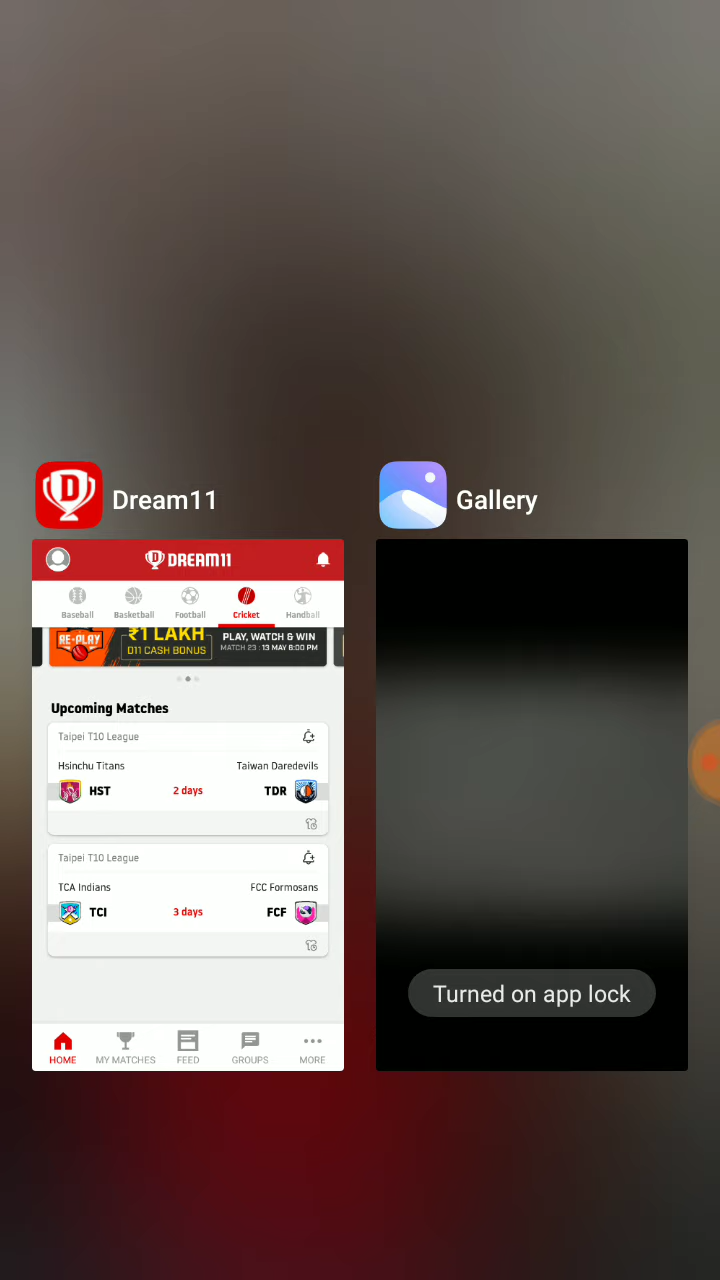 Dream11
Gallery
DREAM11
Baseball
Basketball
Football
Cricket
Handball
RE-PLAY
₹1 LAKH
D11 CASH BONUS
PLAY, WATCH & WIN
MATCH 23 : 13 MAY 6:00 PM
Upcoming Matches
Taipei T10 League
Hsinchu Titans
Taiwan Daredevils
HST
2 days
TDR
Taipei T10 League
TCA Indians
FCC Formosans
TCI
3 days
FCF
HOME
MY MATCHES
FEED
GROUPS
MORE
Turned on app lock